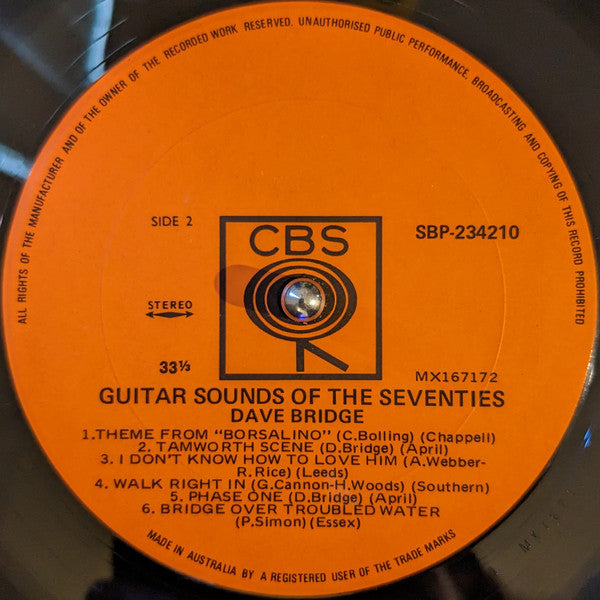 ALL RIGHTS OF THE MANUFACTURER AND OF THE OWNER OF THE RECORDED WORK RESERVED. UNAUTHORISED PUBLIC PERFORMANCE, BROADCASTING AND COPYING OF THIS RECORD PROHIBITED
SIDE 2
CBS
SBP-234210
STEREO
33⅓
MX167172
GUITAR SOUNDS OF THE SEVENTIES
DAVE BRIDGE
1.THEME FROM "BORSALINO" (C.Bolling) (Chappell)
2. TAMWORTH SCENE (D.Bridge) (April)
3. I DON'T KNOW HOW TO LOVE HIM (A.Webber-
R.Rice) (Leeds)
4. WALK RIGHT IN (G.Cannon-H.Woods) (Southern)
5. PHASE ONE (D.Bridge) (April)
6. BRIDGE OVER TROUBLED WATER
(P.Simon) (Essex)
MADE IN AUSTRALIA BY A REGISTERED USER OF THE TRADE MARKS